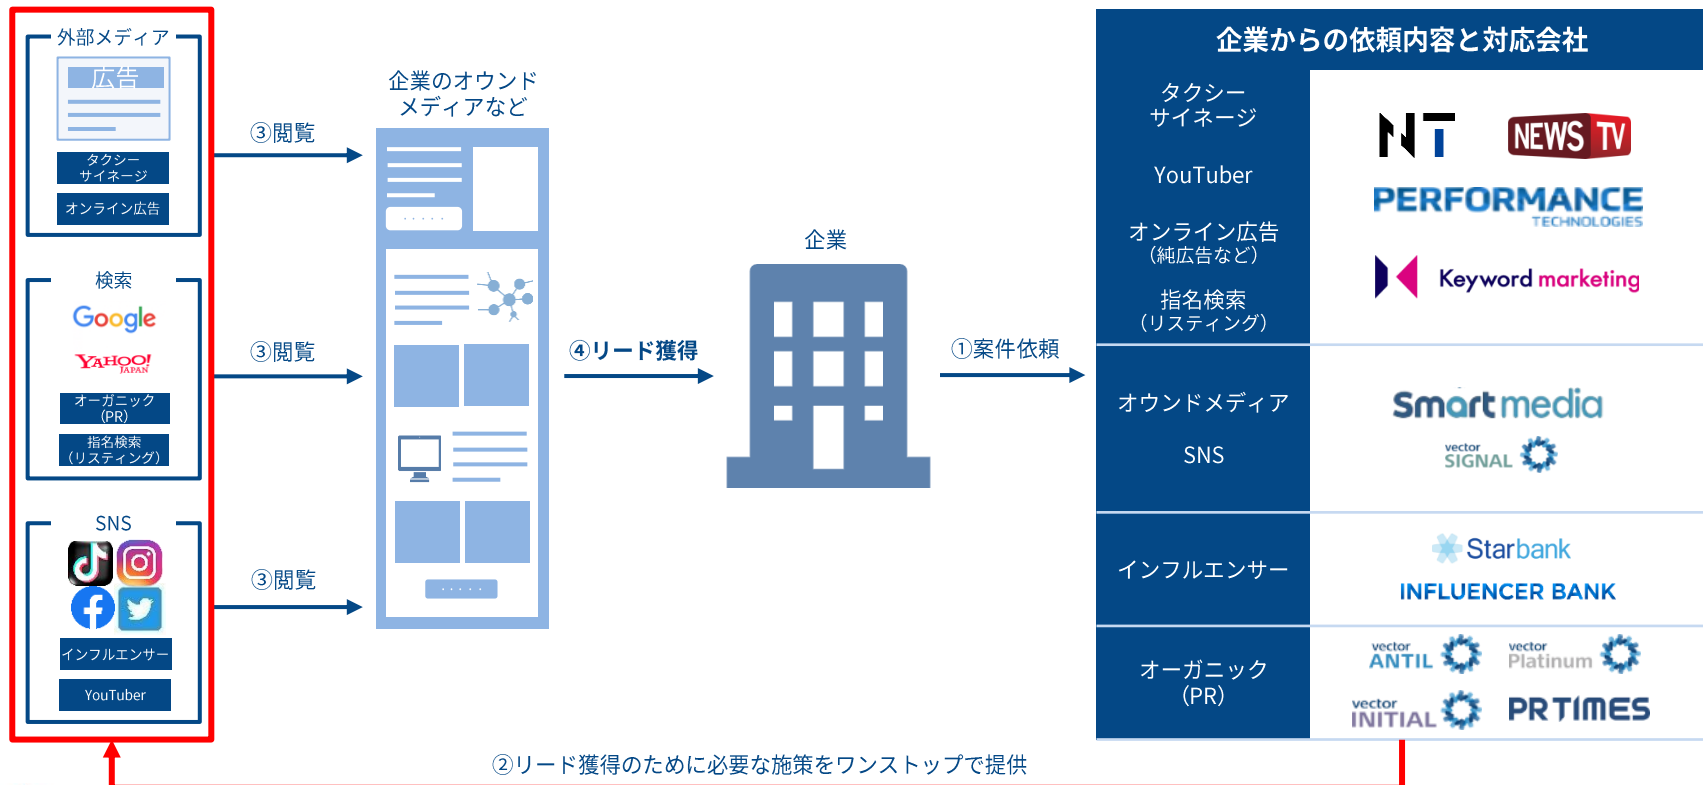 外部メディア
広告
タクシー
サイネージ
オンライン広告
検索
Google
YAHOO!
JAPAN
オーガニック
（PR）
指名検索
（リスティング）
SNS
インフルエンサー
YouTuber
③閲覧
③閲覧
③閲覧
企業のオウンド
メディアなど
④リード獲得
企業
①案件依頼
企業からの依頼内容と対応会社
タクシー
サイネージ
YouTuber
オンライン広告
（純広告など）
指名検索
（リスティング）
NT
NEWS TV
PERFORMANCE
TECHNOLOGIES
Keyword marketing
オウンドメディア
SNS
Smart media
vector
SIGNAL
インフルエンサー
Starbank
INFLUENCER BANK
オーガニック
（PR）
vector
ANTIL
vector
Platinum
vector
INITIAL
PR TIMES
②リード獲得のために必要な施策をワンストップで提供